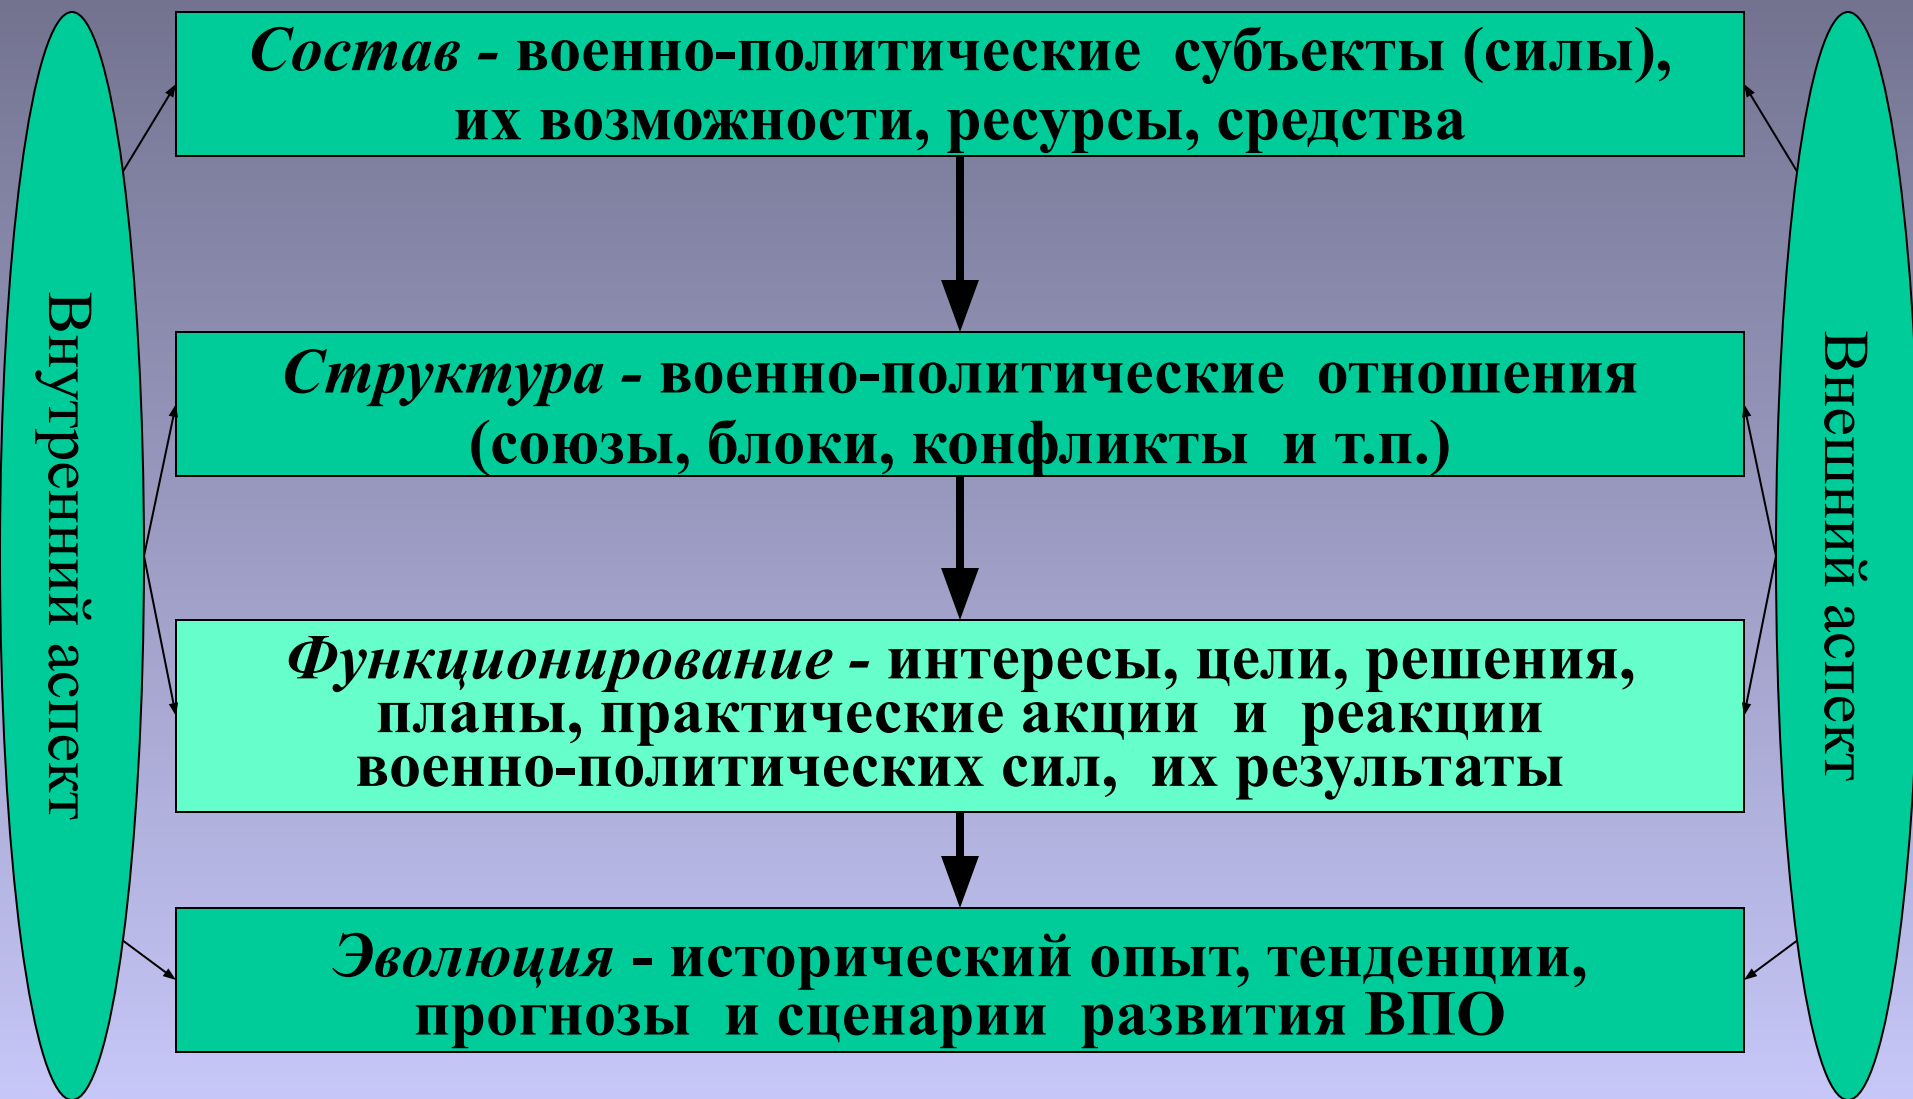 Состав - военно-политические субъекты (силы),
их возможности, ресурсы, средства
Внутренний аспект
Структура - военно-политические отношения
(союзы, блоки, конфликты и т.п.)
Внешний аспект
Функционирование - интересы, цели, решения,
планы, практические акции и реакции
военно-политических сил, их результаты
Эволюция - исторический опыт, тенденции,
прогнозы и сценарии развития ВПО